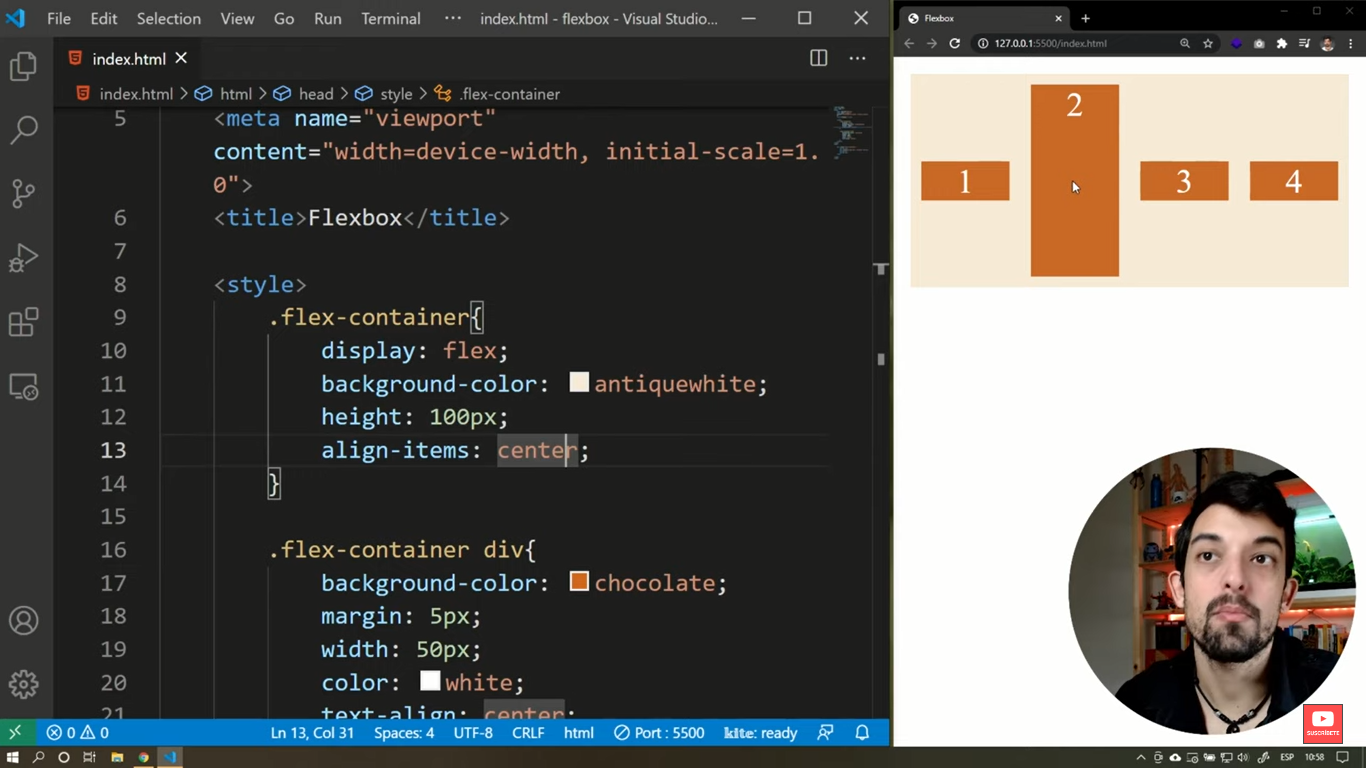 File Edit Selection View Go Run Terminal ··· index.html - flexbox - Visual Studio...
index.html
index.html > html > head > style > .flex-container
5 <meta name="viewport"
content="width=device-width, initial-scale=1.
0">
6 <title>Flexbox</title>
7
8 <style>
9 .flex-container{
10 display: flex;
11 background-color: antiquewhite;
12 height: 100px;
13 align-items: center;
14 }
15
16 .flex-container div{
17 background-color: chocolate;
18 margin: 5px;
19 width: 50px;
20 color: white;
21 text-align: center;
0 0 Ln 13, Col 31 Spaces: 4 UTF-8 CRLF html Port : 5500 kite: ready
Flexbox
127.0.0.1:5500/index.html
1 2 3 4
SUSCRÍBETE
ESP 10:58